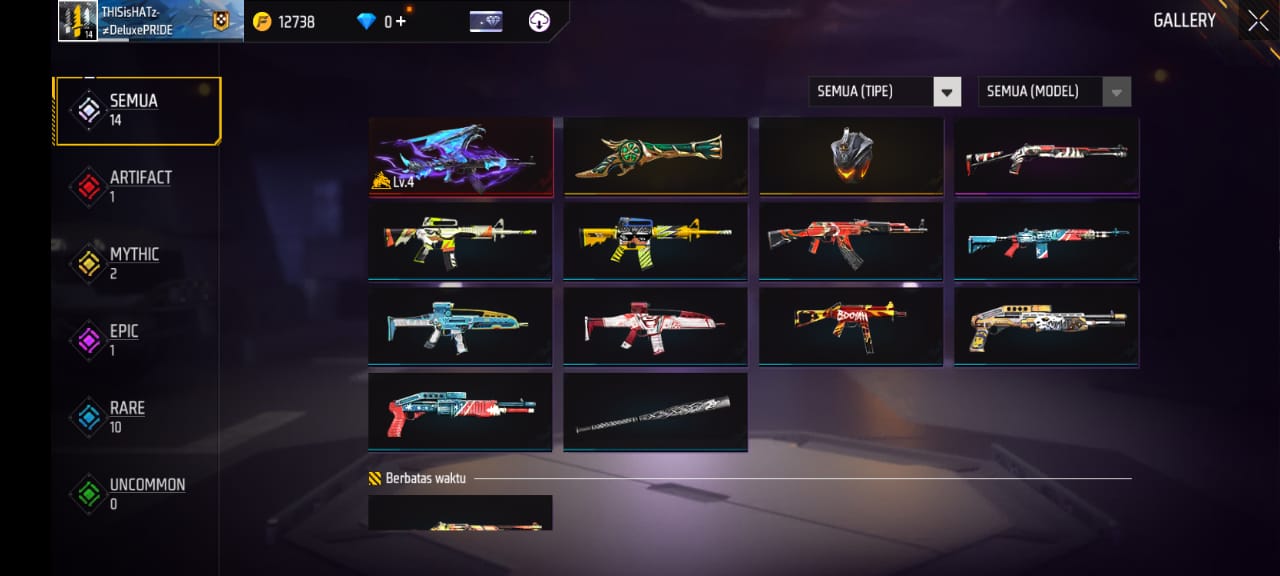 THISisHATz-
≠DeluxePR!DE
14
12738
0 +
GALLERY
SEMUA
14
ARTIFACT
1
MYTHIC
2
EPIC
1
RARE
10
UNCOMMON
0
SEMUA (TIPE)
SEMUA (MODEL)
Lv.4
BOOYAH
Berbatas waktu